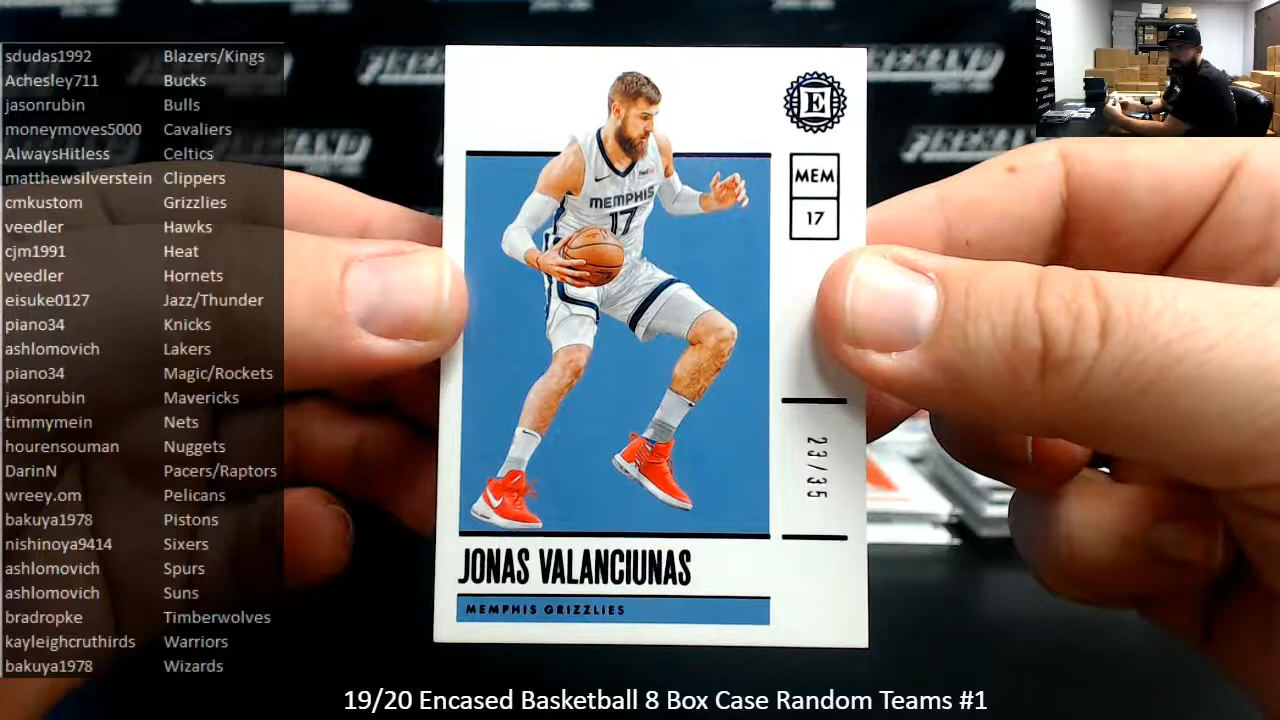 sdudas1992 Blazers/Kings
Achesley711 Bucks
jasonrubin Bulls
moneymoves5000 Cavaliers
AlwaysHitless Celtics
matthewsilverstein Clippers
cmkustom Grizzlies
veedler Hawks
cjm1991 Heat
veedler Hornets
eisuke0127 Jazz/Thunder
piano34 Knicks
ashlomovich Lakers
piano34 Magic/Rockets
jasonrubin Mavericks
timmymein Nets
hourensouman Nuggets
DarinN Pacers/Raptors
wreey.om Pelicans
bakuya1978 Pistons
nishinoya9414 Sixers
ashlomovich Spurs
ashlomovich Suns
bradropke Timberwolves
kayleighcruthirds Warriors
bakuya1978 Wizards
E
MEM
17
MEMPHIS
17
23/35
JONAS VALANCIUNAS
MEMPHIS GRIZZLIES
19/20 Encased Basketball 8 Box Case Random Teams #1